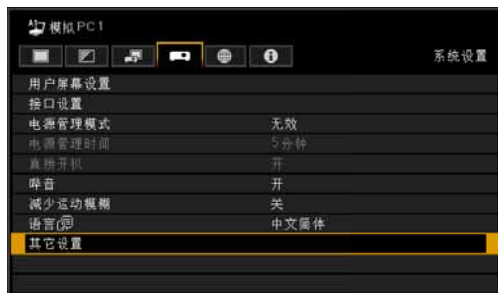 模拟PC1
系统设置
用户屏幕设置
接口设置
电源管理模式 无效
电源管理时间 5分钟
直接开机 开
哔音 开
减少运动模糊 关
语言 中文简体
其它设置